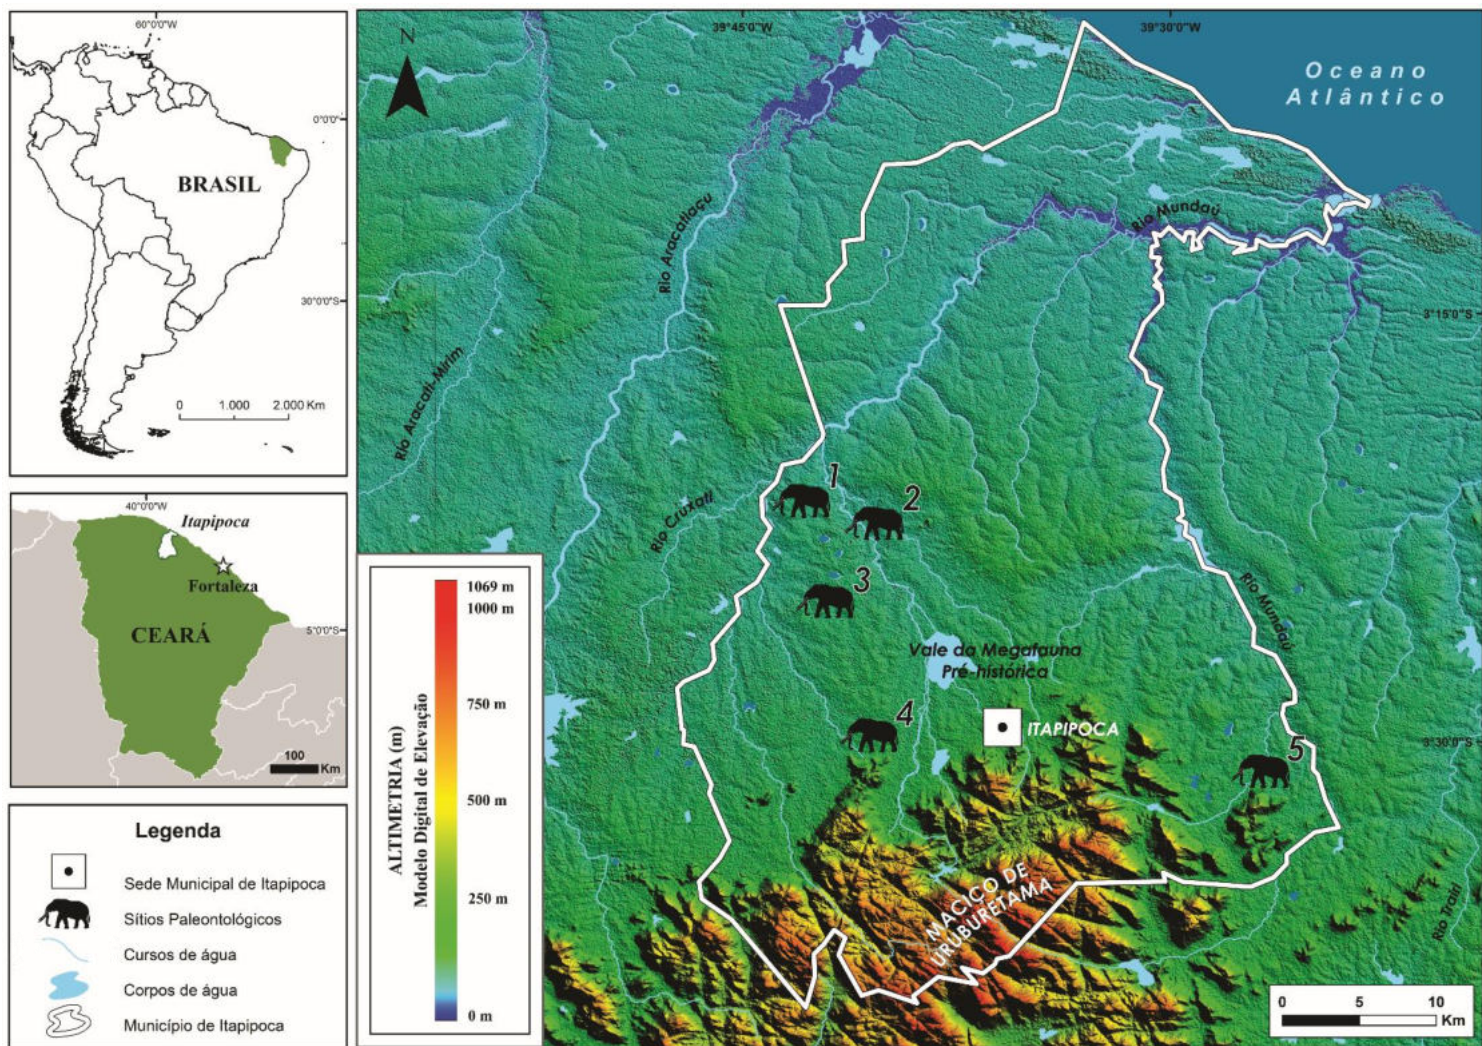 60°0'0"W
0°0'0"
BRASIL
30°0'0"S
0 1.000 2.000 Km
40°0'0"W
Itapipoca
Fortaleza
CEARÁ
5°0'0"S
100
Km
Legenda
Sede Municipal de Itapipoca
Sítios Paleontológicos
Cursos de água
Corpos de água
Município de Itapipoca
ALTIMETRIA (m)
Modelo Digital de Elevação
1069 m
1000 m
750 m
500 m
250 m
0 m
N
39°45'0"W
39°30'0"W
Oceano
Atlântico
Rio Aracatiaçu
Rio Mundaú
3°15'0"S
Rio Aracati-Mirim
Rio Cruxati
1
2
3
Rio Mundaú
Vale da Megafauna
Pré-histórica
4
ITAPIPOCA
5
3°30'0"S
MACIÇO DE
URUBURETAMA
Rio Trairi
0 5 10
Km